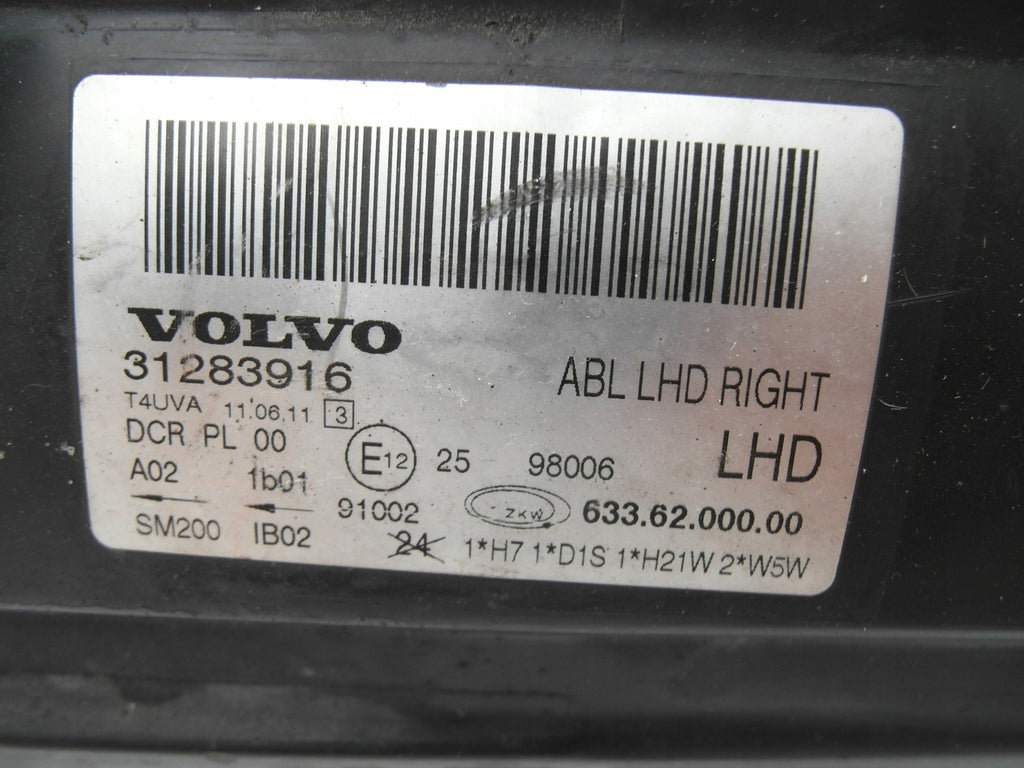 VOLVO
31283916
ABL LHD RIGHT
T4UVA 11.06.11 3
DCR PL 00
E12 25 98006 LHD
A02 1b01
91002 ZKW 633.62.000.00
SM200 IB02 24 1*H7 1*D1S 1*H21W 2*W5W